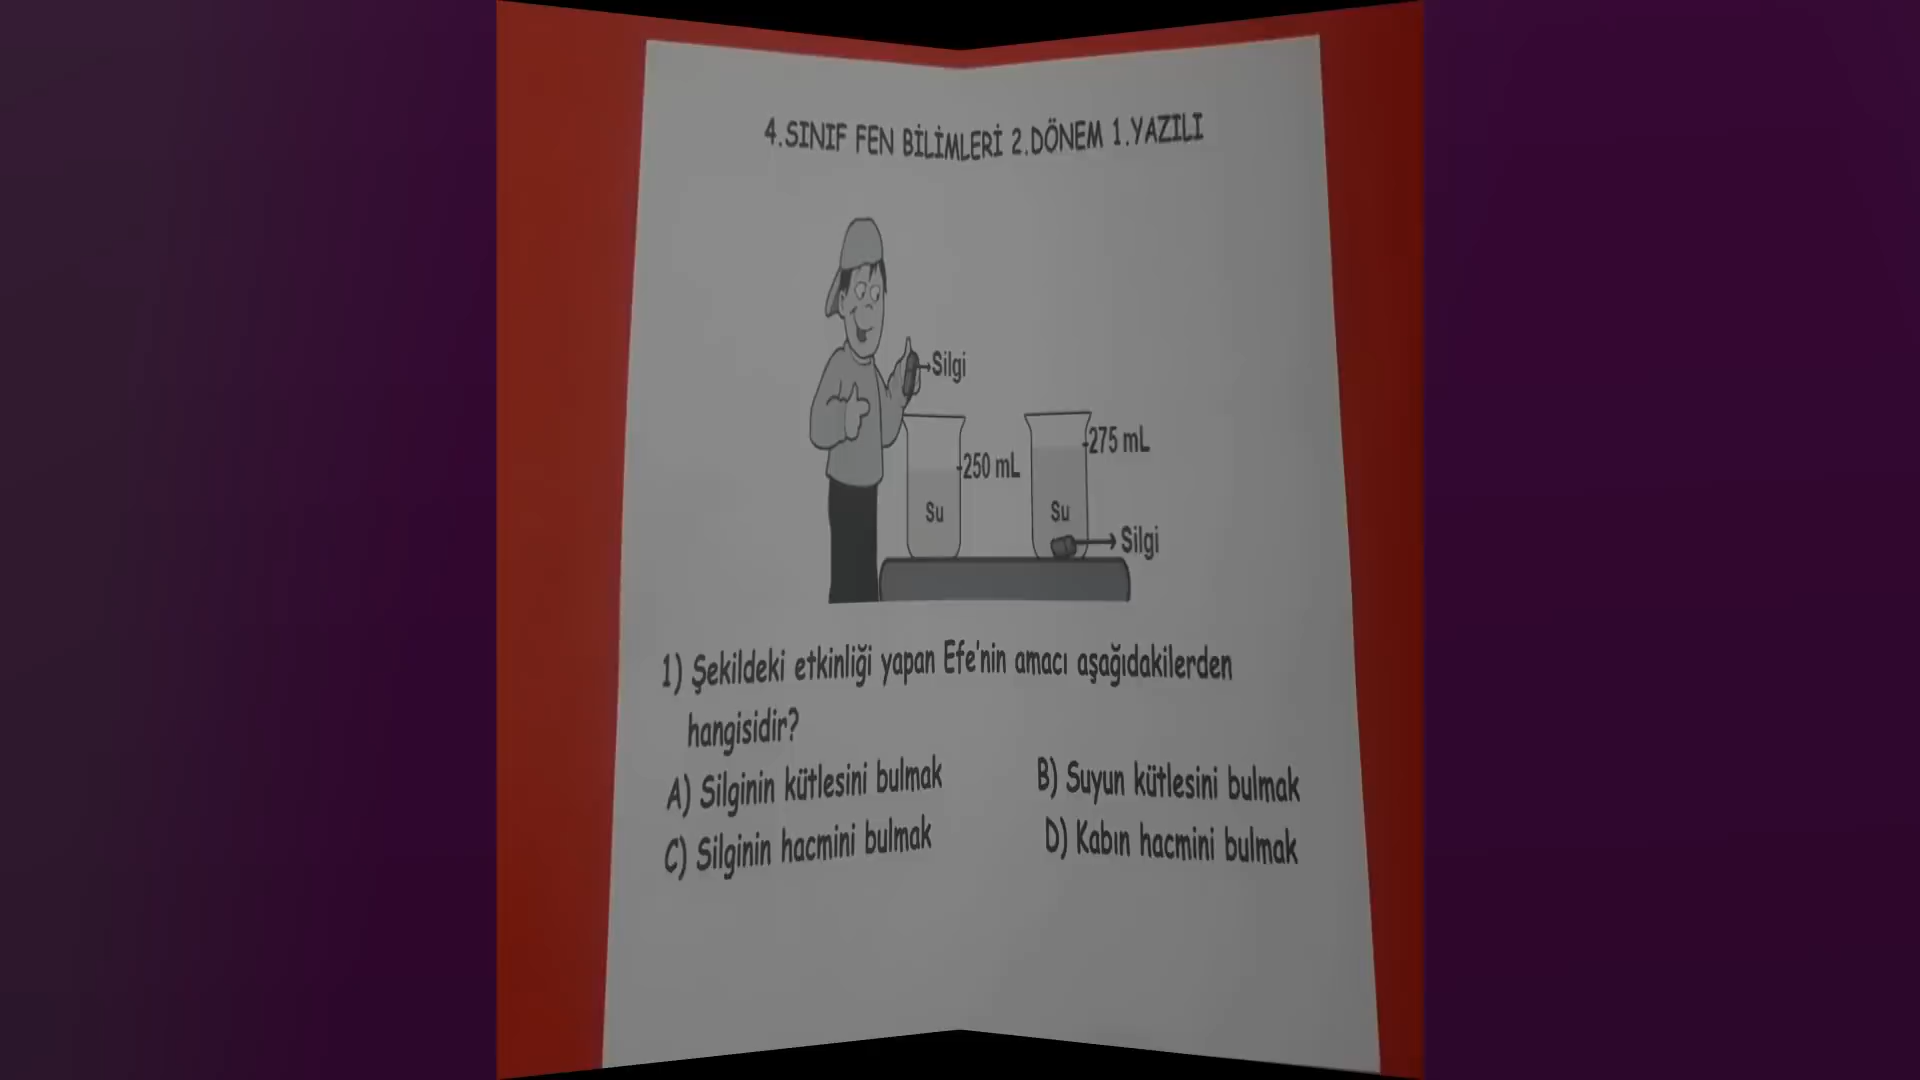 4.SINIF FEN BİLİMLERİ 2.DÖNEM 1.YAZILI
Silgi
250 mL
275 mL
Su
Su
Silgi
1) Şekildeki etkinliği yapan Efe'nin amacı aşağıdakilerden
hangisidir?
A) Silginin kütlesini bulmak
B) Suyun kütlesini bulmak
C) Silginin hacmini bulmak
D) Kabın hacmini bulmak